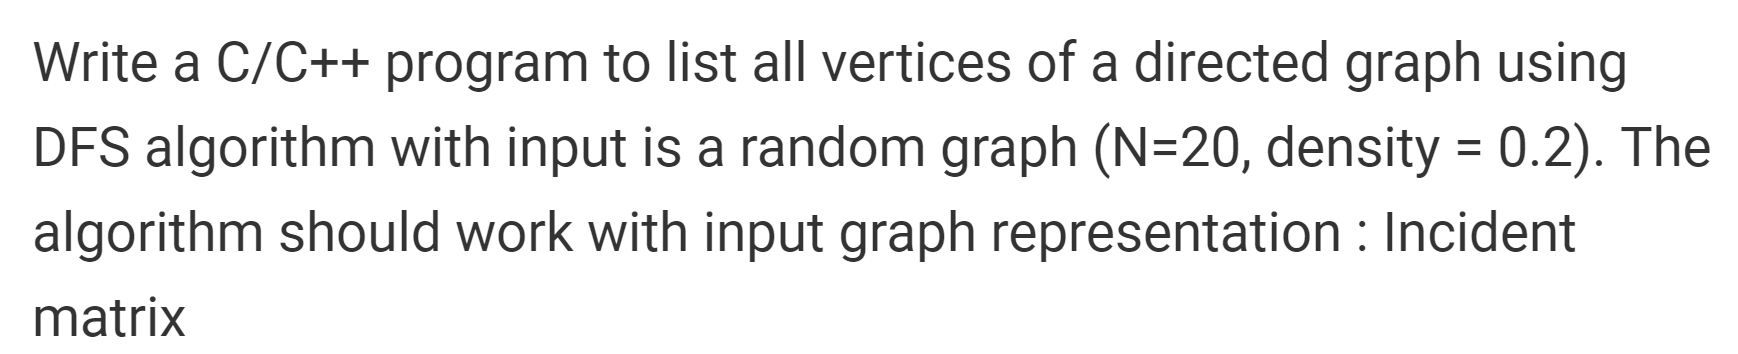 Write a C/C++ program to list all vertices of a directed graph using
DFS algorithm with input is a random graph (N=20, density = 0.2). The
algorithm should work with input graph representation : Incident
matrix